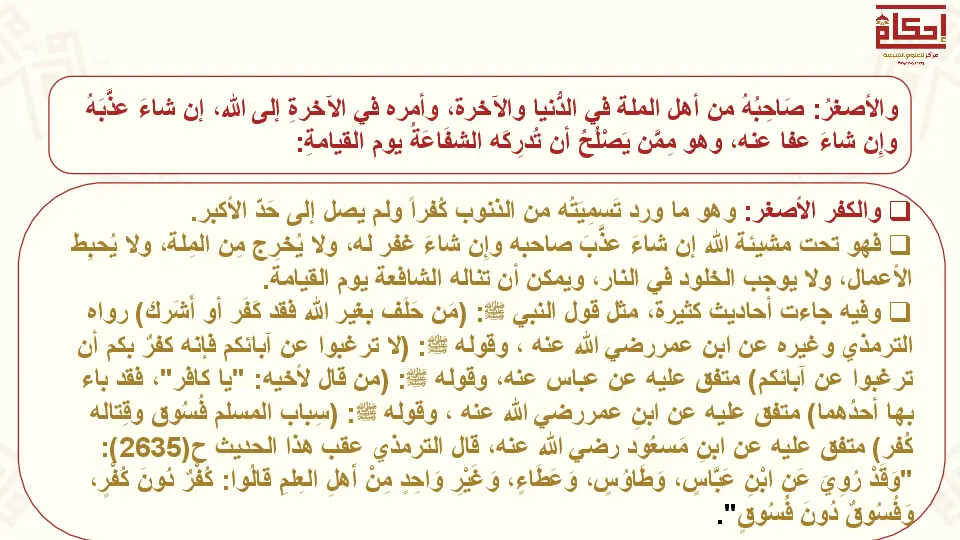 إحكام
مركز للعلوم الشرعية
والأصغرُ: صَاحِبُهُ من أهل الملة في الدُّنيا والآخرة، وأمره في الآخرةِ إلى الله، إن شاءَ عذَّبَهُ
وإِن شاءَ عفا عنه، وهو مِمَّن يَصْلُحُ أن تُدرِكَه الشفَاعَةُ يوم القيامةِ:
❑ والكفر الأصغر: وهو ما ورد تَسمِيَتُه من الذنوب كُفراً ولم يصل إلى حَدّ الأكبر.
❑ فهو تحت مشيئة الله إن شاءَ عذَّبَ صاحبه وإِن شاءَ غفر له، ولا يُخرِج مِن المِلة، ولا يُحبِط
الأعمال، ولا يوجب الخلود في النار، ويمكن أن تناله الشافعة يوم القيامة.
❑ وفيه جاءت أحاديث كثيرة، مثل قول النبي ﷺ: (مَن حَلَف بغير الله فقد كَفَر أو أَشَرك) رواه
الترمذي وغيره عن ابن عمررضي الله عنه ، وقوله ﷺ: (لا ترغبوا عن آبائكم فإنه كفرٌ بكم أن
ترغبوا عن آبائكم) متفق عليه عن عباس عنه، وقوله ﷺ: (من قال لأخيه: "يا كافر"، فقد باء
بها أحدُهما) متفق عليه عن ابنِ عمررضي الله عنه ، وقوله ﷺ: (سِباب المسلم فُسُوق وقِتاله
كُفر) متفق عليه عن ابنِ مَسعُود رضي الله عنه، قال الترمذي عقب هذا الحديث ح(2635):
"وَقَدْ رُوِيَ عَنِ ابْنِ عَبَّاسٍ، وَطَاوُسٍ، وَعَطَاءٍ، وَغَيْرِ وَاحِدٍ مِنْ أَهلِ العِلمِ قالُوا: كُفْرٌ دُونَ كُفْرٍ،
وَفُسُوقٌ دُونَ فُسُوقٍ".